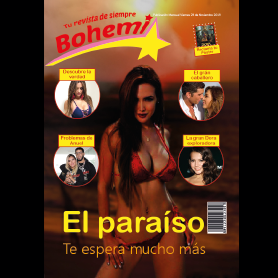 Tu revista de siempre
Bohemi
Descubre la
verdad
El gran
caballero
Problemas de
Anual
La gran Dora
exploradora
El paraíso
Te espera mucho más